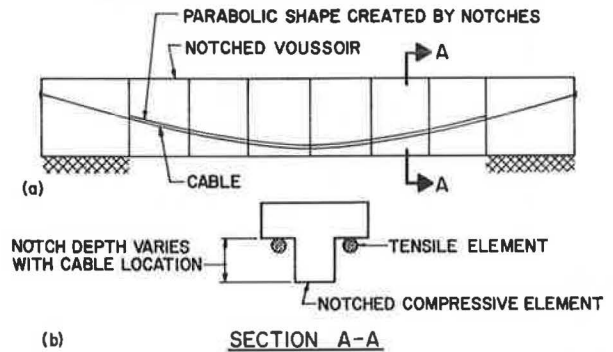 PARABOLIC SHAPE CREATED BY NOTCHES
NOTCHED VOUSSOIR
A
CABLE
A
(a)
NOTCH DEPTH VARIES
WITH CABLE LOCATION
TENSILE ELEMENT
NOTCHED COMPRESSIVE ELEMENT
(b)
SECTION A-A